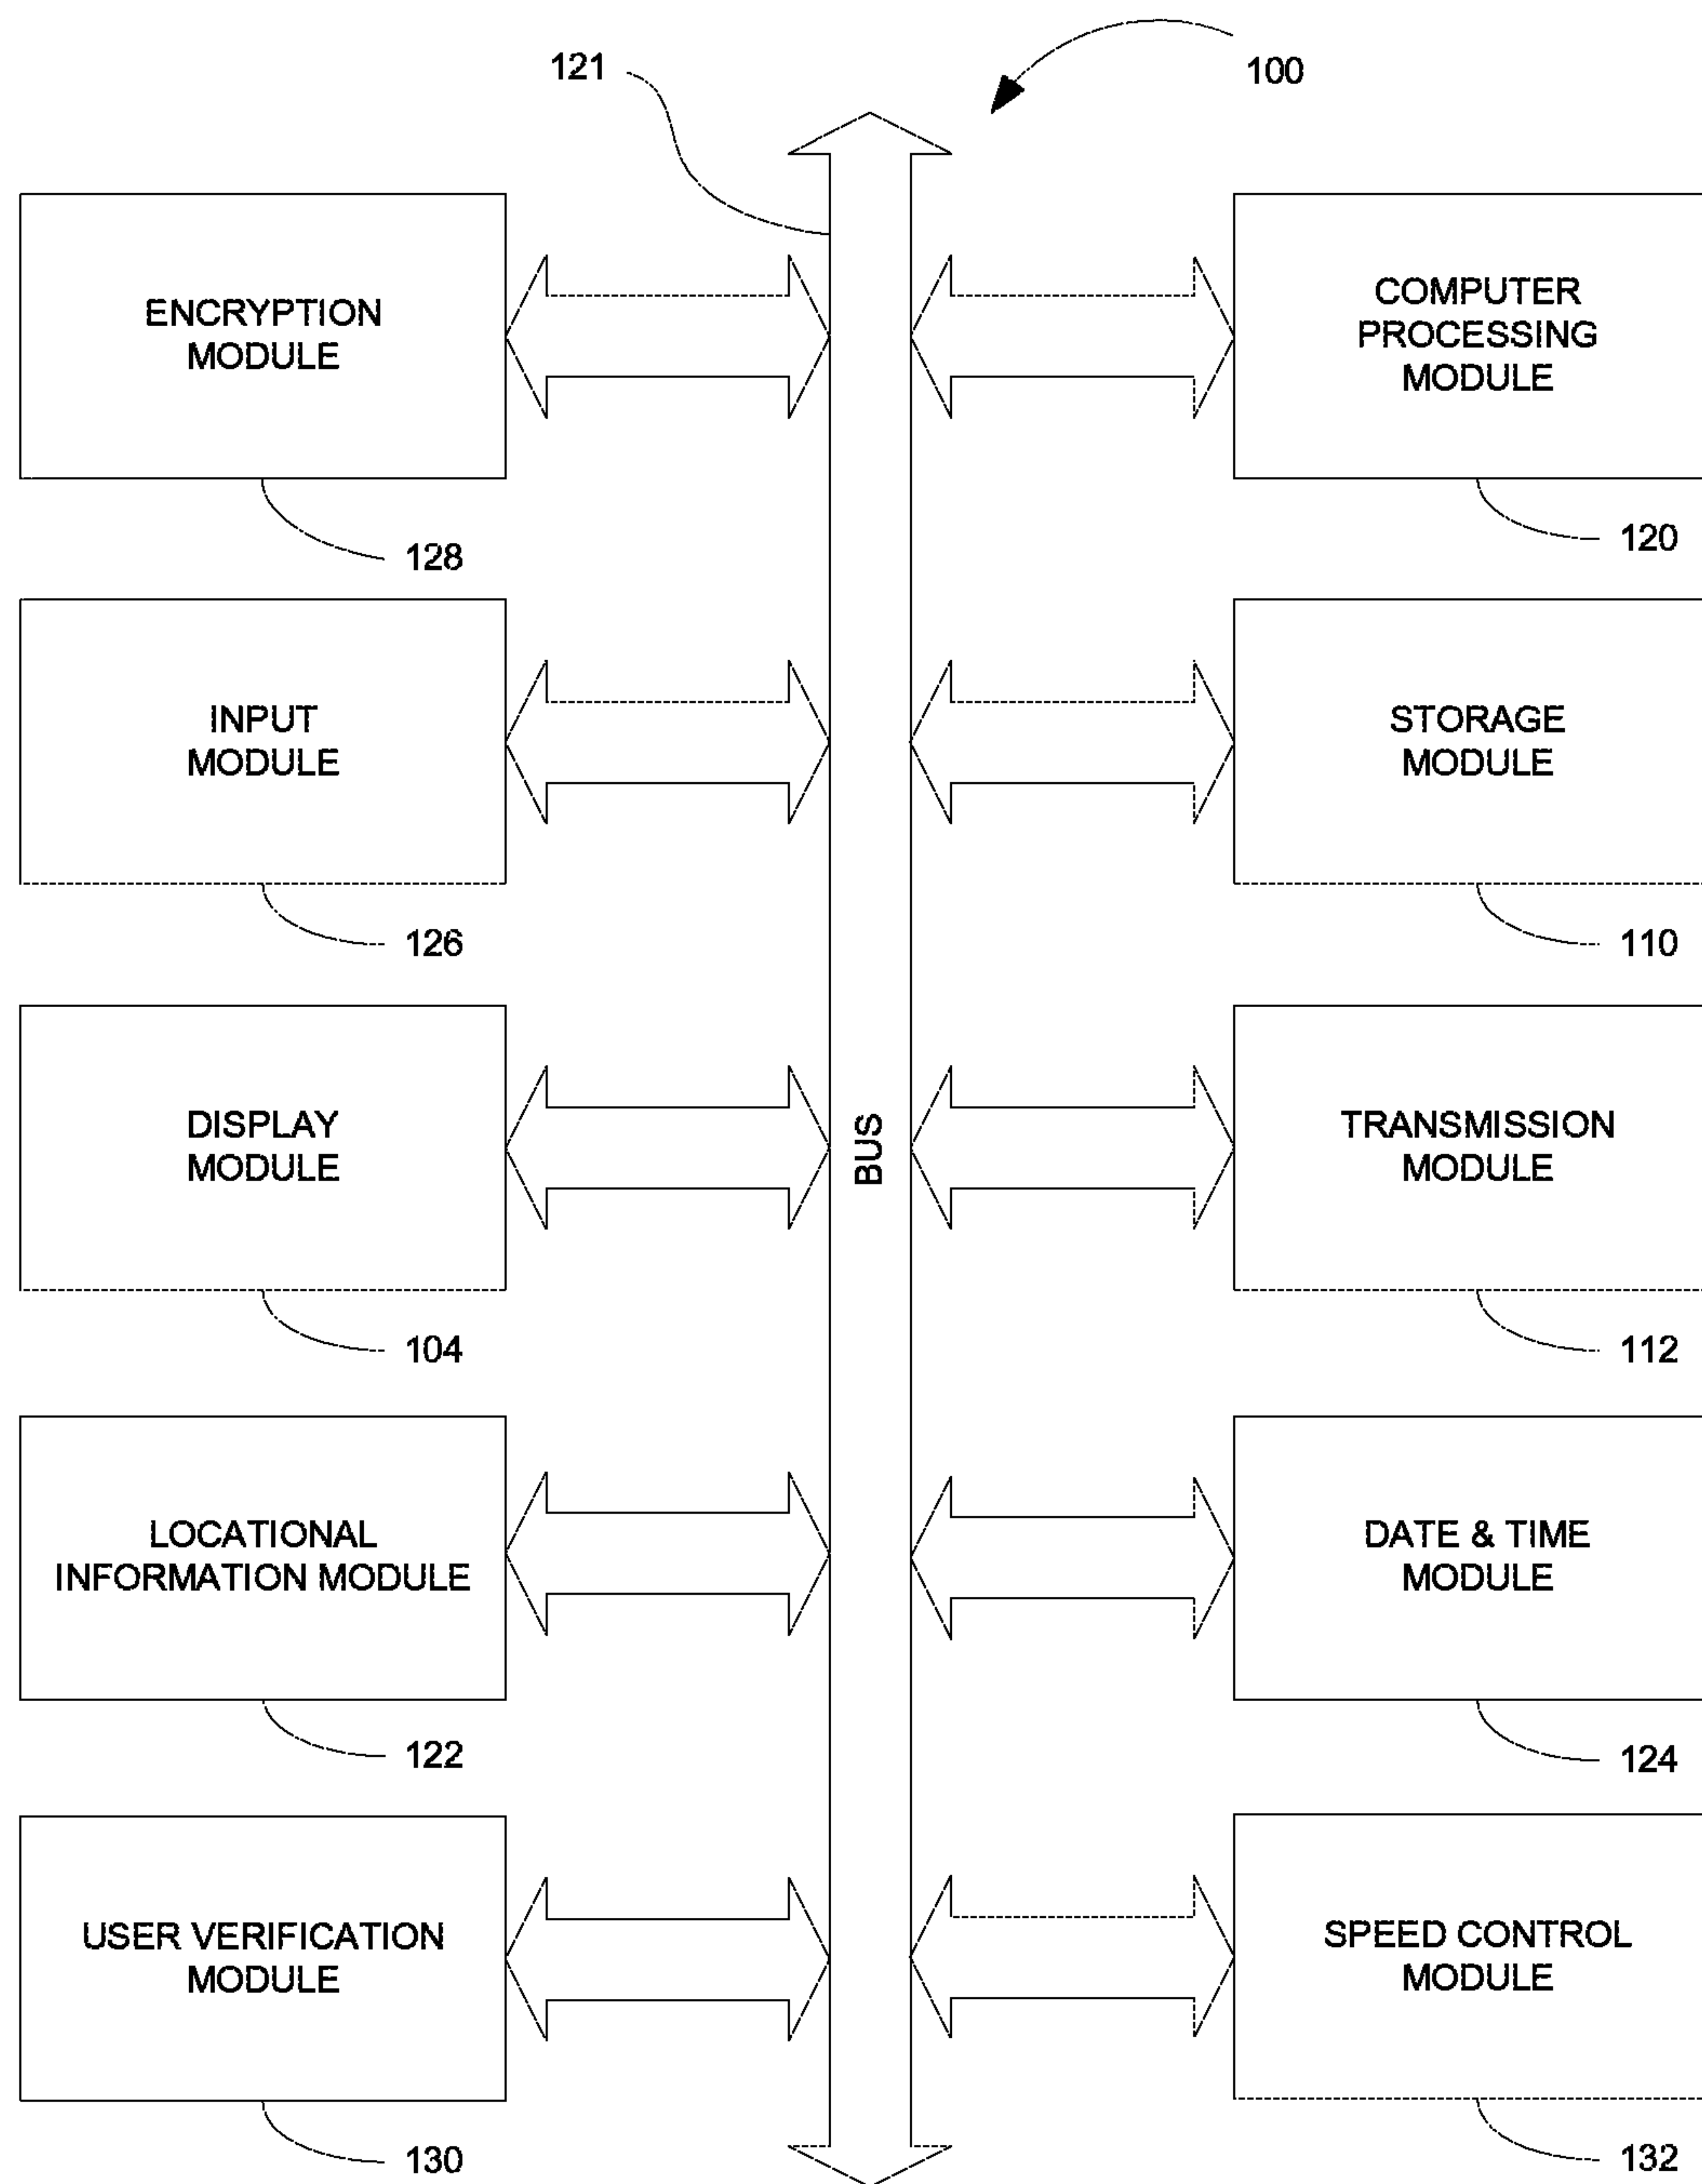 121
100
ENCRYPTION
MODULE
128
COMPUTER
PROCESSING
MODULE
120
INPUT
MODULE
126
STORAGE
MODULE
110
DISPLAY
MODULE
104
BUS
TRANSMISSION
MODULE
112
LOCATIONAL
INFORMATION MODULE
122
DATE & TIME
MODULE
124
USER VERIFICATION
MODULE
130
SPEED CONTROL
MODULE
132